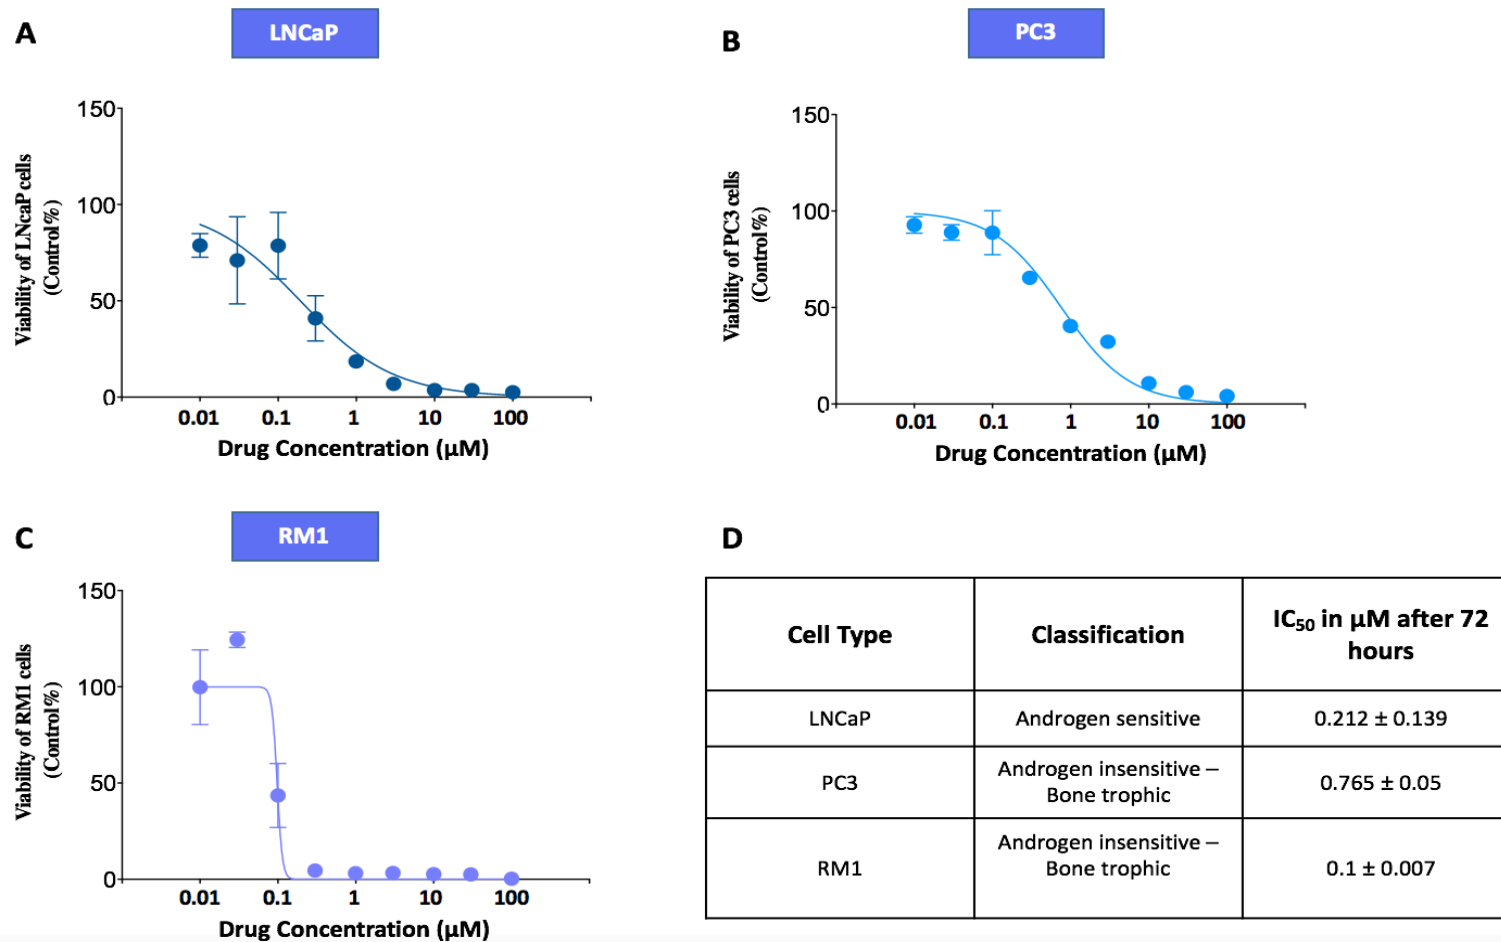 A
LNCaP
150
100
50
0
0.01 0.1 1 10 100
Viability of LNcaP cells
((Control%)
Drug Concentration (µM)
B
PC3
150
100
50
0
0.01 0.1 1 10 100
Viability of PC3 cells
((Control%)
Drug Concentration (µM)
C
RM1
150
100
50
0
0.01 0.1 1 10 100
Viability of RM1 cells
((Control%)
Drug Concentration (µM)
D
Cell Type
Classification
IC50 in µM after 72
hours
LNCaP
Androgen sensitive
0.212 ± 0.139
PC3
Androgen insensitive –
Bone trophic
0.765 ± 0.05
RM1
Androgen insensitive –
Bone trophic
0.1 ± 0.007